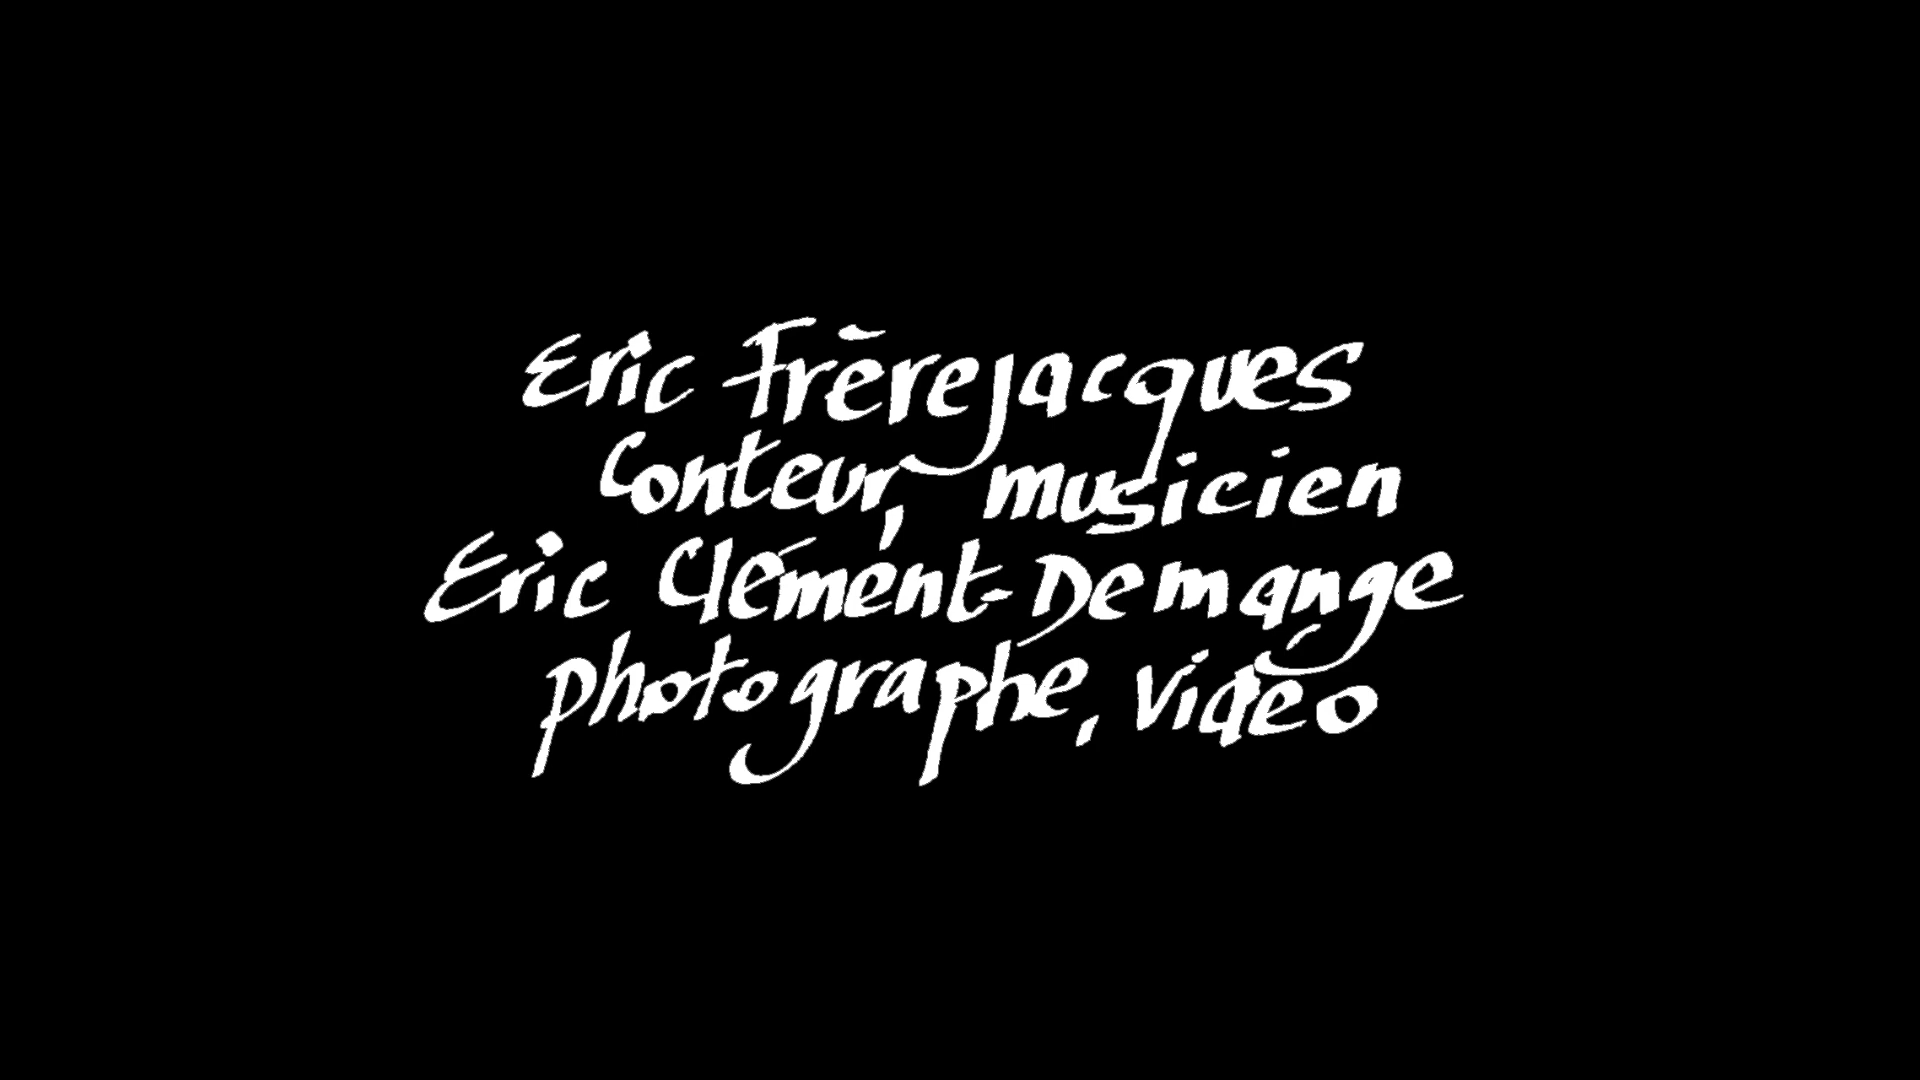 Eric Frèrejacques
Conteur, musicien
Eric Clément-Demange
photographe, vidéo